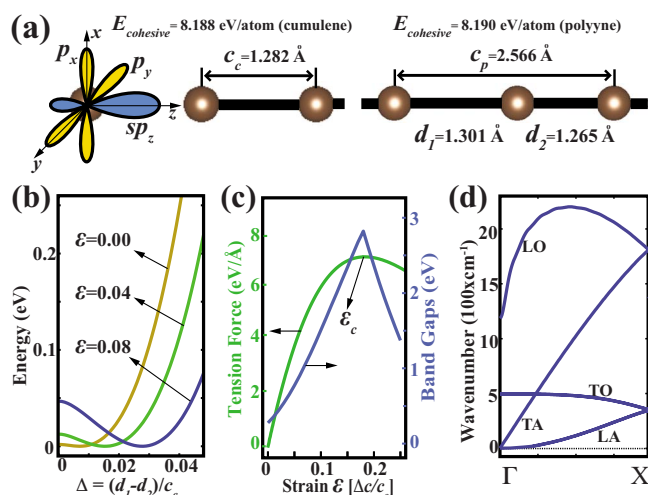 (a)
E_cohesive = 8.188 eV/atom (cumulene)
E_cohesive = 8.190 eV/atom (polyyne)
x
p_x
p_y
sp_z
z
y
c_c=1.282 Å
c_p=2.566 Å
d_1=1.301 Å
d_2=1.265 Å
(b)
Energy (eV)
0.2
0.1
0
ε=0.00
ε=0.04
ε=0.08
0
0.04
Δ = (d_1-d_2)/c_c
(c)
Tension Force (eV/Å)
8
6
4
2
0
ε_c
3
2
1
0
Band Gaps (eV)
0
0.1
0.2
Strain ε [Δc/c_c]
(d)
Wavenumber (100xcm⁻¹)
20
15
10
5
0
LO
TO
TA
LA
Γ
X